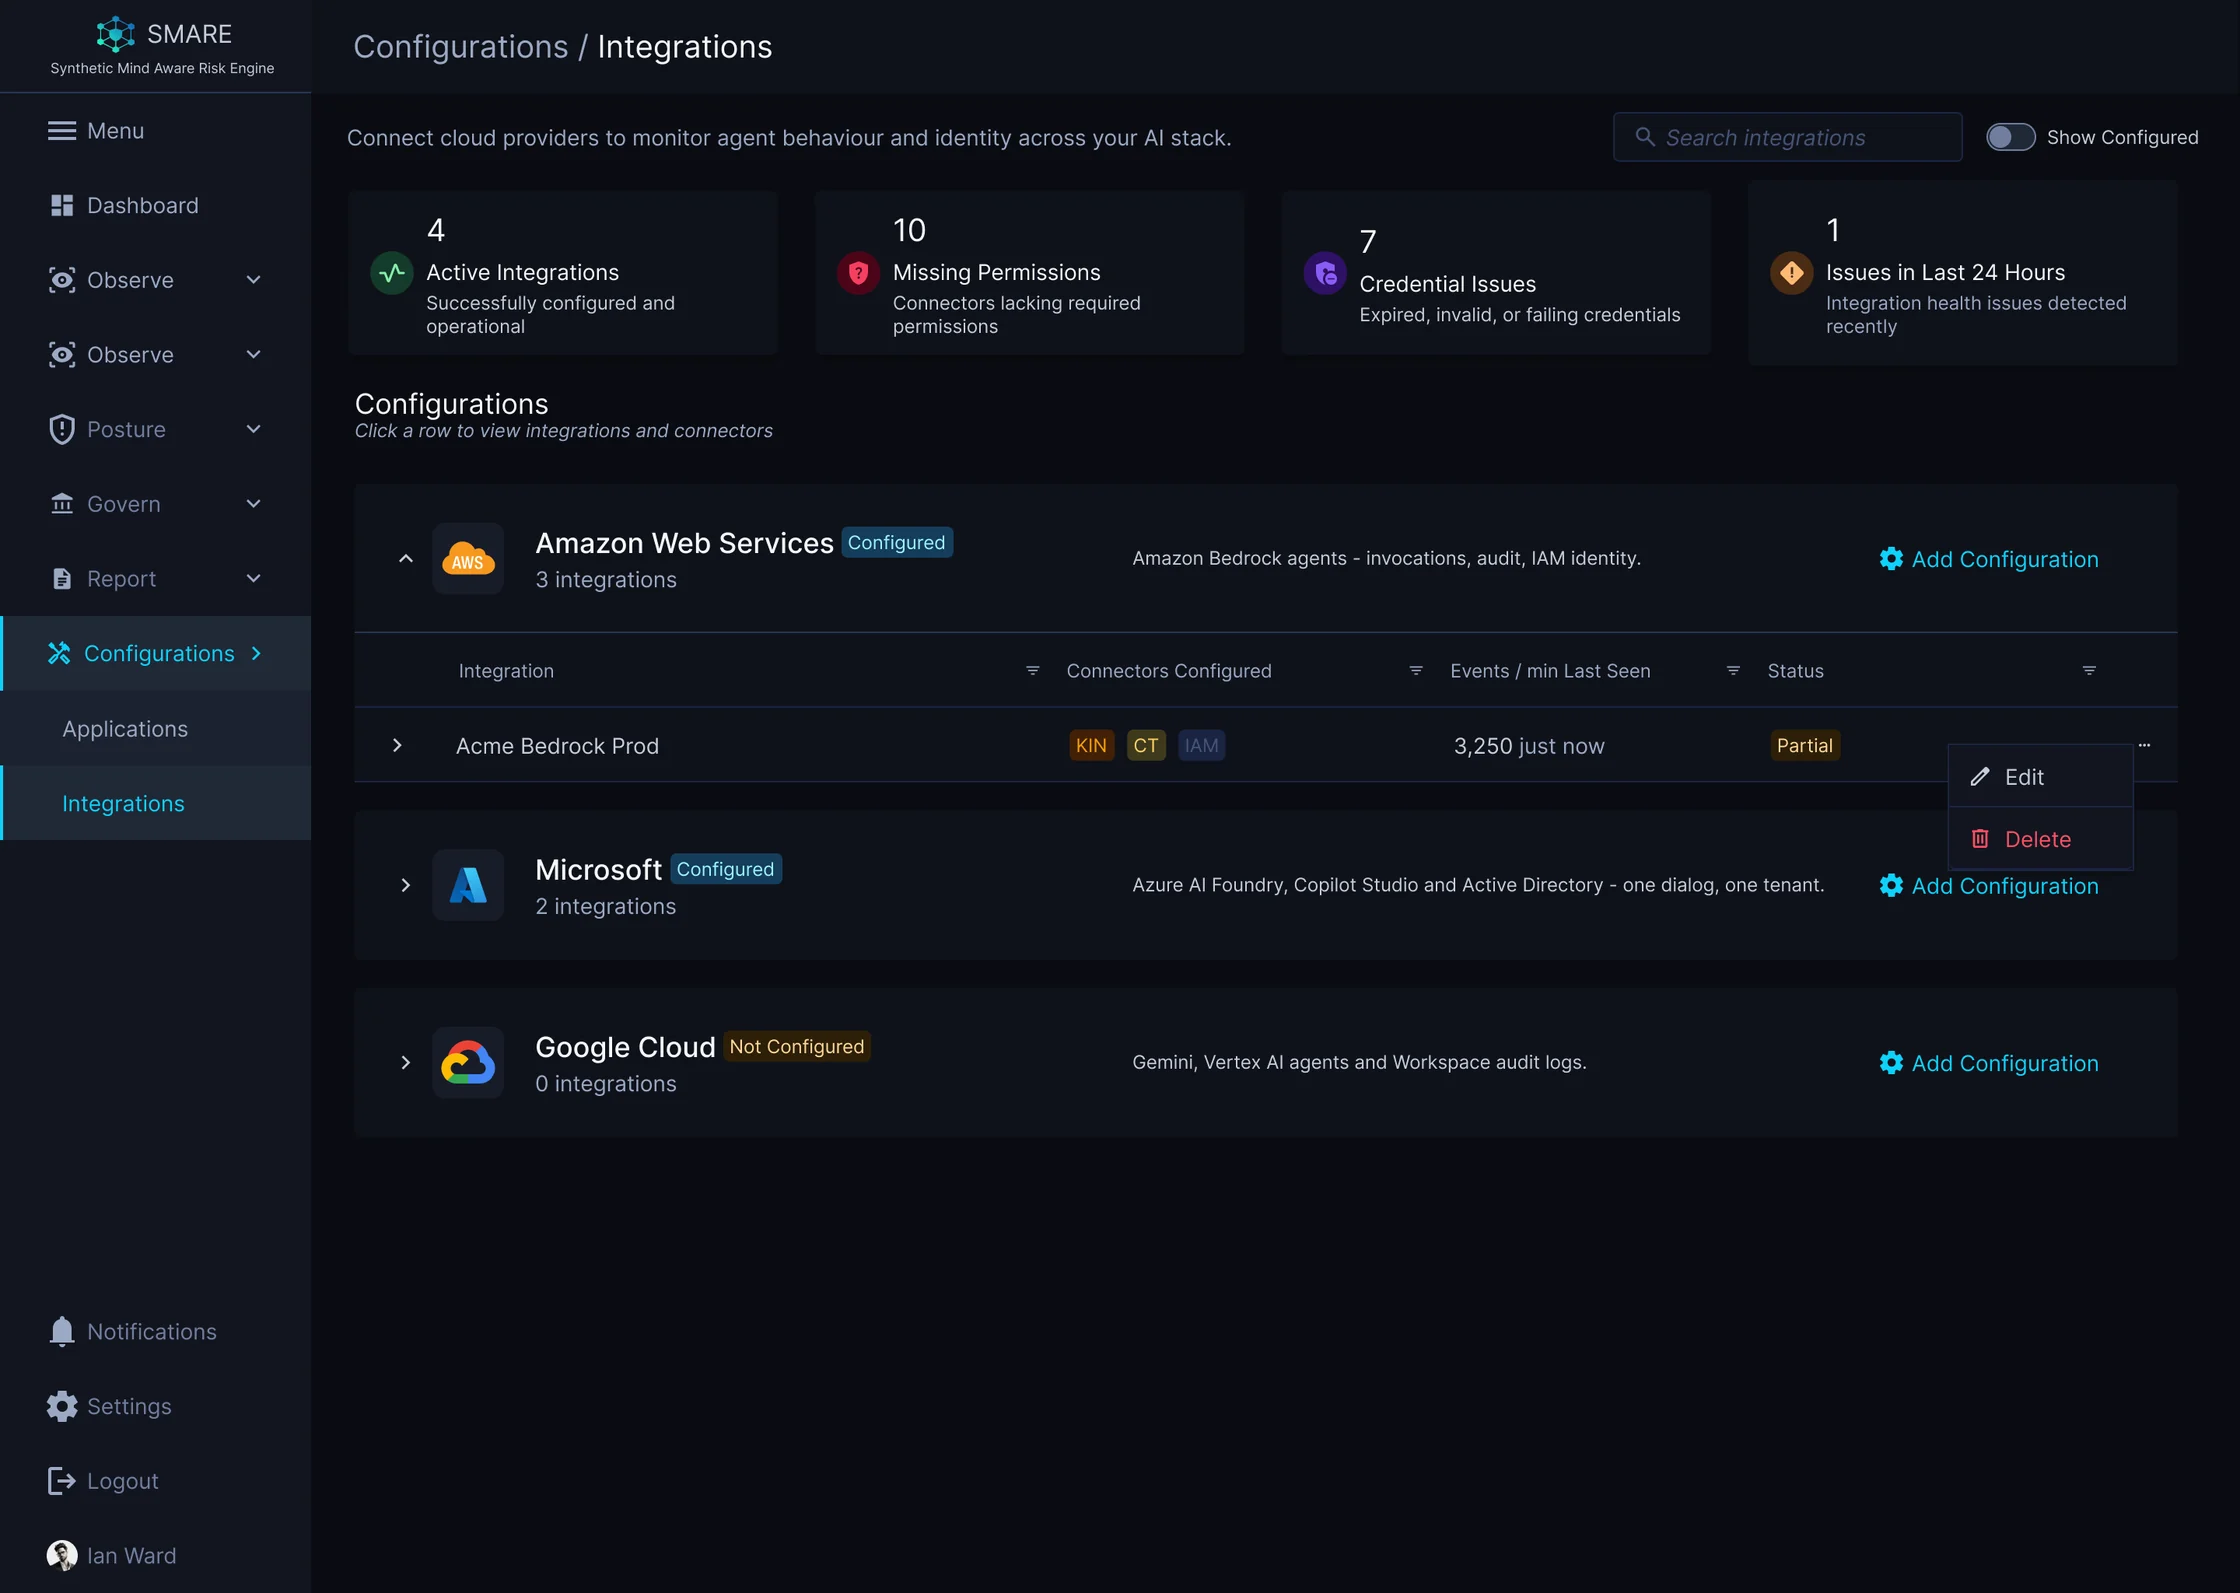 SMARE
Synthetic Mind Aware Risk Engine
Menu
Dashboard
Observe
Observe
Posture
Govern
Report
Configurations
Applications
Integrations
Notifications
Settings
Logout
Ian Ward
Configurations / Integrations
Connect cloud providers to monitor agent behaviour and identity across your AI stack.
Search integrations
Show Configured
4
Active Integrations
Successfully configured and
operational
10
Missing Permissions
Connectors lacking required
permissions
7
Credential Issues
Expired, invalid, or failing credentials
1
Issues in Last 24 Hours
Integration health issues detected
recently
Configurations
Click a row to view integrations and connectors
AWS
Amazon Web Services Configured
3 integrations
Amazon Bedrock agents - invocations, audit, IAM identity.
Add Configuration
Integration Connectors Configured Events / min Last Seen Status
Acme Bedrock Prod KIN CT IAM 3,250 just now Partial
Edit
Delete
Microsoft Configured
2 integrations
Azure AI Foundry, Copilot Studio and Active Directory - one dialog, one tenant.
Add Configuration
Google Cloud Not Configured
0 integrations
Gemini, Vertex AI agents and Workspace audit logs.
Add Configuration